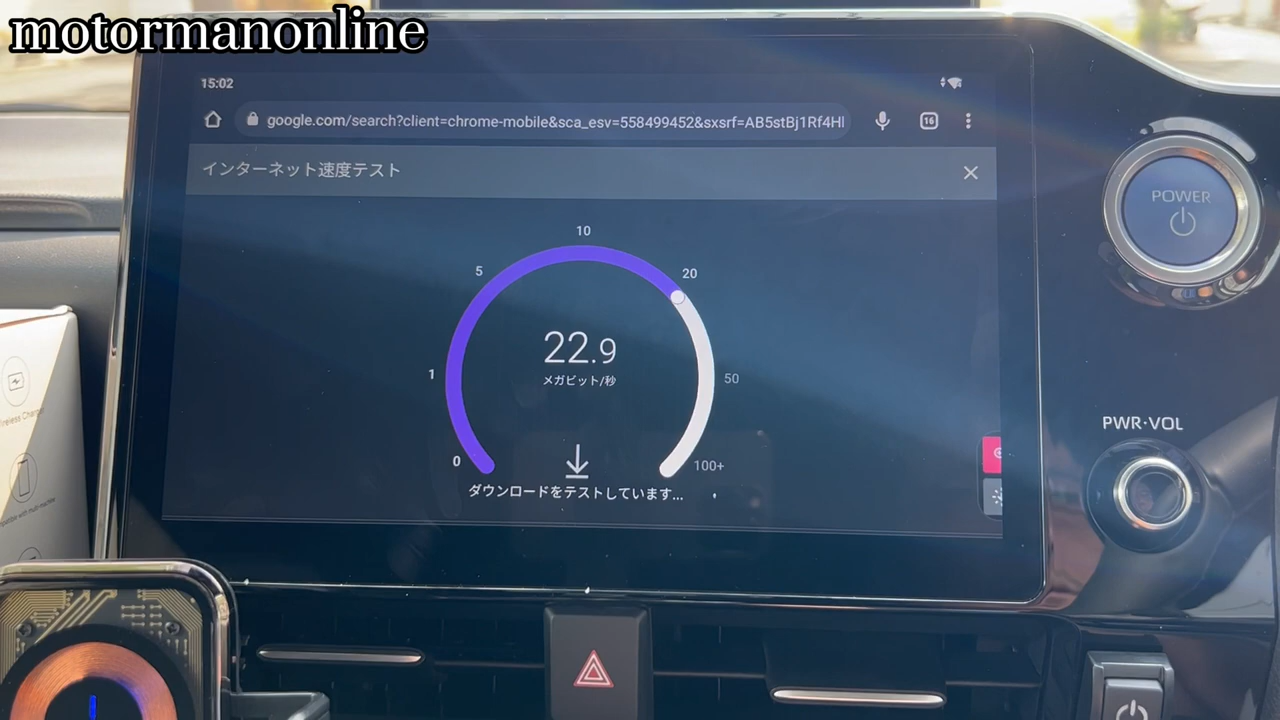 motormanonline
15:02
google.com/search?client=chrome-mobile&sca_esv=558499452&sxsrf=AB5stBj1Rf4HI
16
インターネット速度テスト
POWER
10
5
20
22.9
メガビット/秒
1
50
0
100+
ダウンロードをテストしています...
PWR·VOL
Wireless Charger